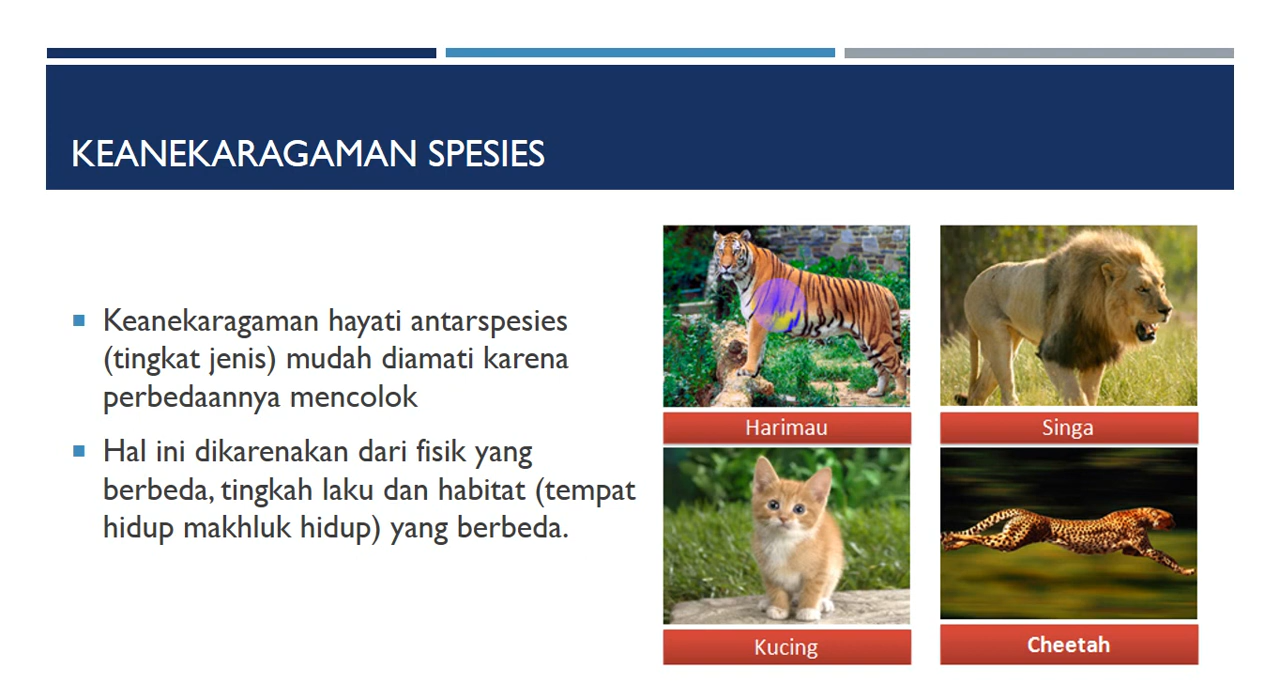 KEANEKARAGAMAN SPESIES
Keanekaragaman hayati antarspesies
(tingkat jenis) mudah diamati karena
perbedaannya mencolok
Hal ini dikarenakan dari fisik yang
berbeda, tingkah laku dan habitat (tempat
hidup makhluk hidup) yang berbeda.
Harimau
Singa
Kucing
Cheetah